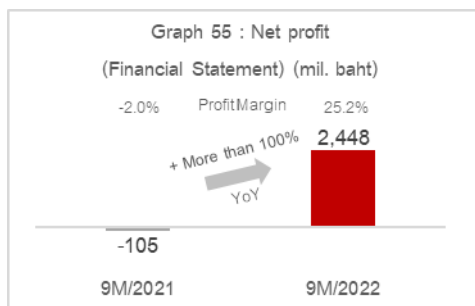 Graph 55 : Net profit
(Financial Statement) (mil. baht)
-2.0% ProfitMargin 25.2%
+ More than 100%
2,448
YoY
-105
9M/2021 9M/2022